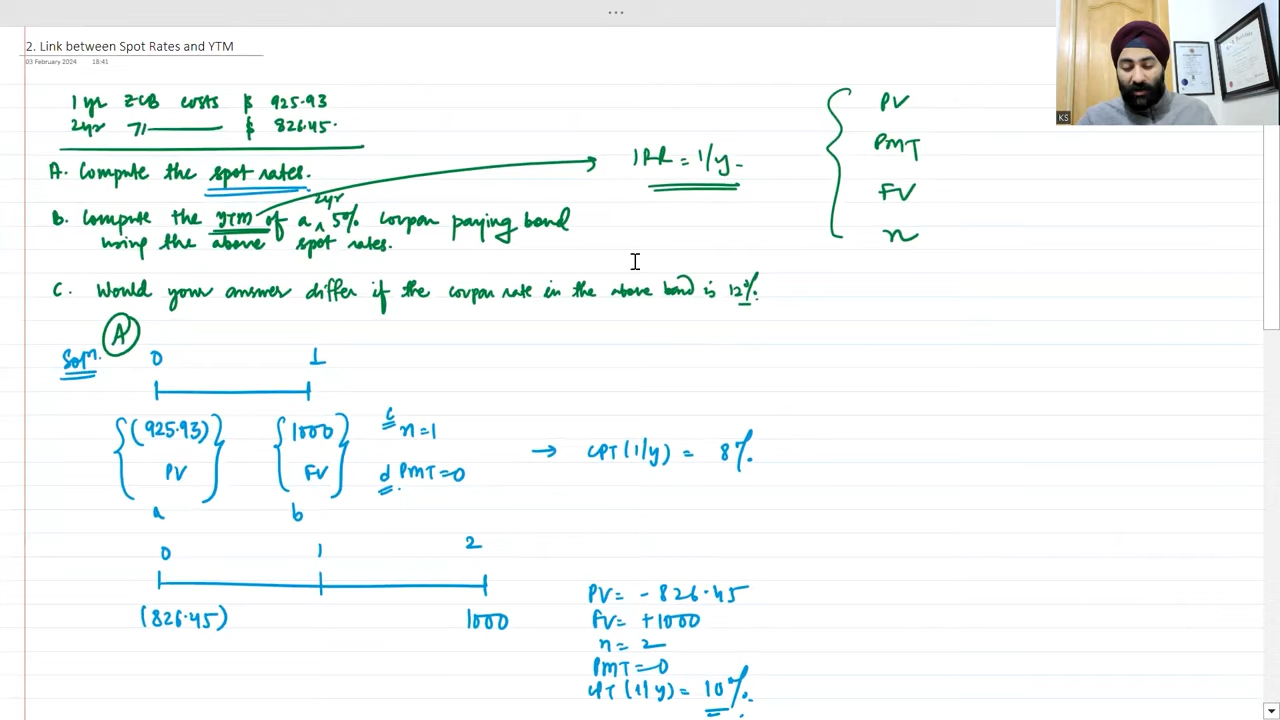 2. Link between Spot Rates and YTM
03 February 2024 18:41
1 yr ZCB costs $ 925.93
2yr —〃— $ 826.45.
A. Compute the spot rates.
B. Compute the YTM of a 2yr 5% coupon paying bond
using the above spot rates.
C. Would your answer differ if the coupon rate in the above bond is 12%.
IRR = I/y
PV
PMT
FV
n
KS
Soln. A
0 1
(925.93) 1000 n=1
c
→ CPT (I/y) = 8%.
PV FV d PMT=0
a b
0 1 2
(826.45) 1000
PV= - 826.45
FV= +1000
n= 2
PMT=0
CPT (I/y) = 10%.